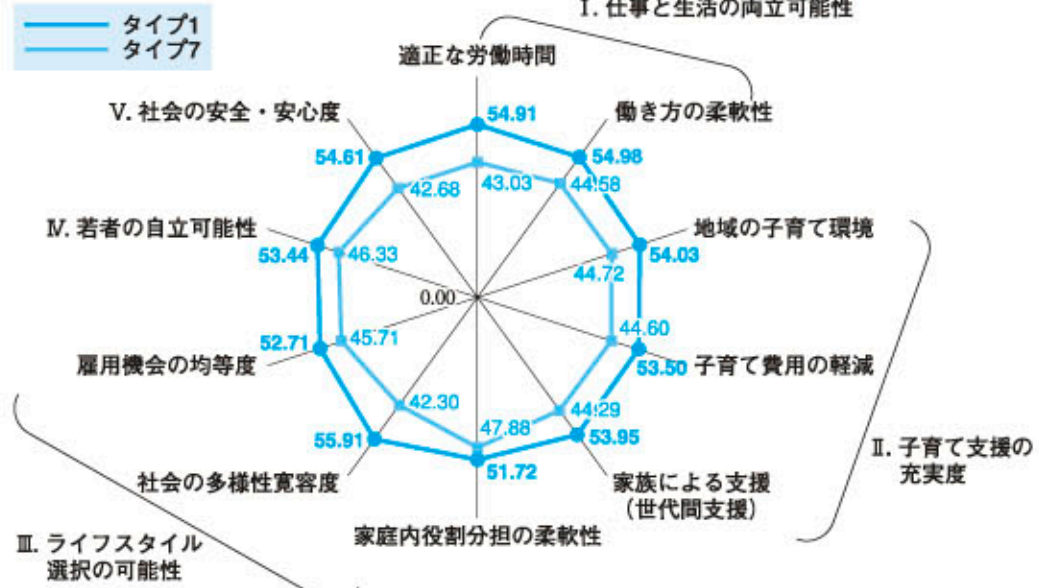 タイプ1
タイプ7
Ⅰ. 仕事と生活の両立可能性
適正な労働時間
Ⅴ. 社会の安全・安心度
働き方の柔軟性
54.91
54.61
54.98
42.68
43.03
44.58
Ⅳ. 若者の自立可能性
地域の子育て環境
53.44
46.33
54.03
44.72
0.00
52.71
45.71
44.60
雇用機会の均等度
53.50
子育て費用の軽減
42.30
44.29
47.88
55.91
53.95
51.72
Ⅱ. 子育て支援の
充実度
社会の多様性寛容度
家族による支援
（世代間支援）
家庭内役割分担の柔軟性
Ⅲ. ライフスタイル
選択の可能性